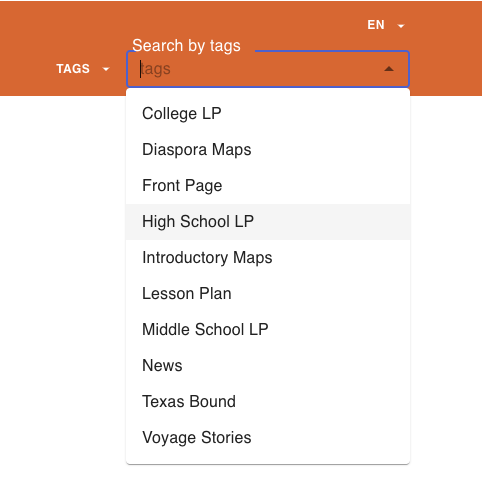 EN
Search by tags
TAGS
tags
College LP
Diaspora Maps
Front Page
High School LP
Introductory Maps
Lesson Plan
Middle School LP
News
Texas Bound
Voyage Stories